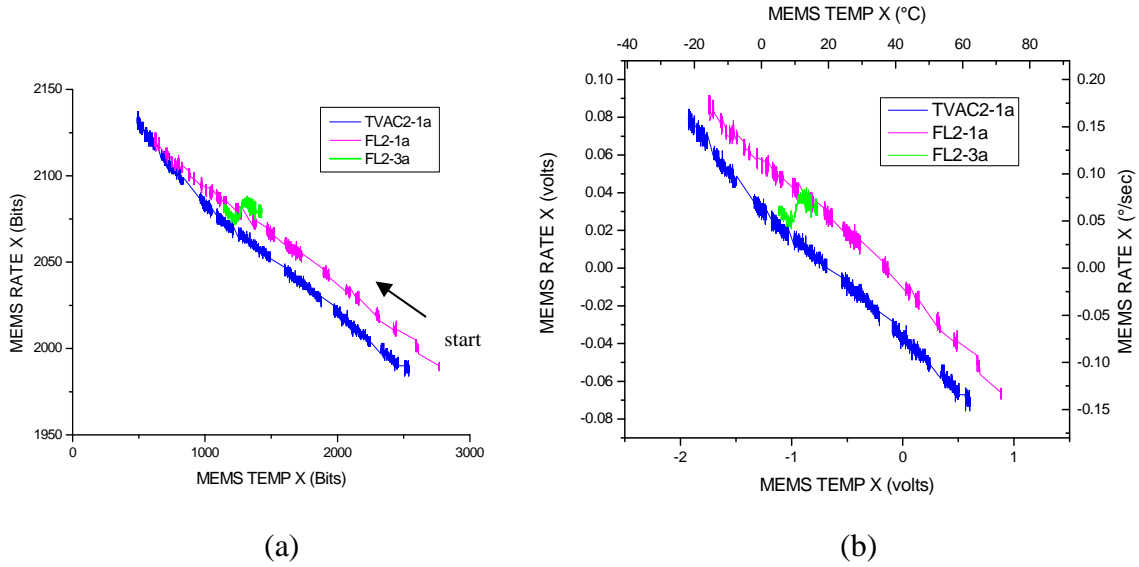 2150
2100
2050
2000
1950
MEMS RATE X (Bits)
0
1000
2000
3000
MEMS TEMP X (Bits)
TVAC2-1a
FL2-1a
FL2-3a
start
(a)
MEMS TEMP X (°C)
-40
-20
0
20
40
60
80
0.10
0.08
0.06
0.04
0.02
0.00
-0.02
-0.04
-0.06
-0.08
MEMS RATE X (volts)
TVAC2-1a
FL2-1a
FL2-3a
0.20
0.15
0.10
0.05
0.00
-0.05
-0.10
-0.15
MEMS RATE X (°/sec)
-2
-1
0
1
MEMS TEMP X (volts)
(b)